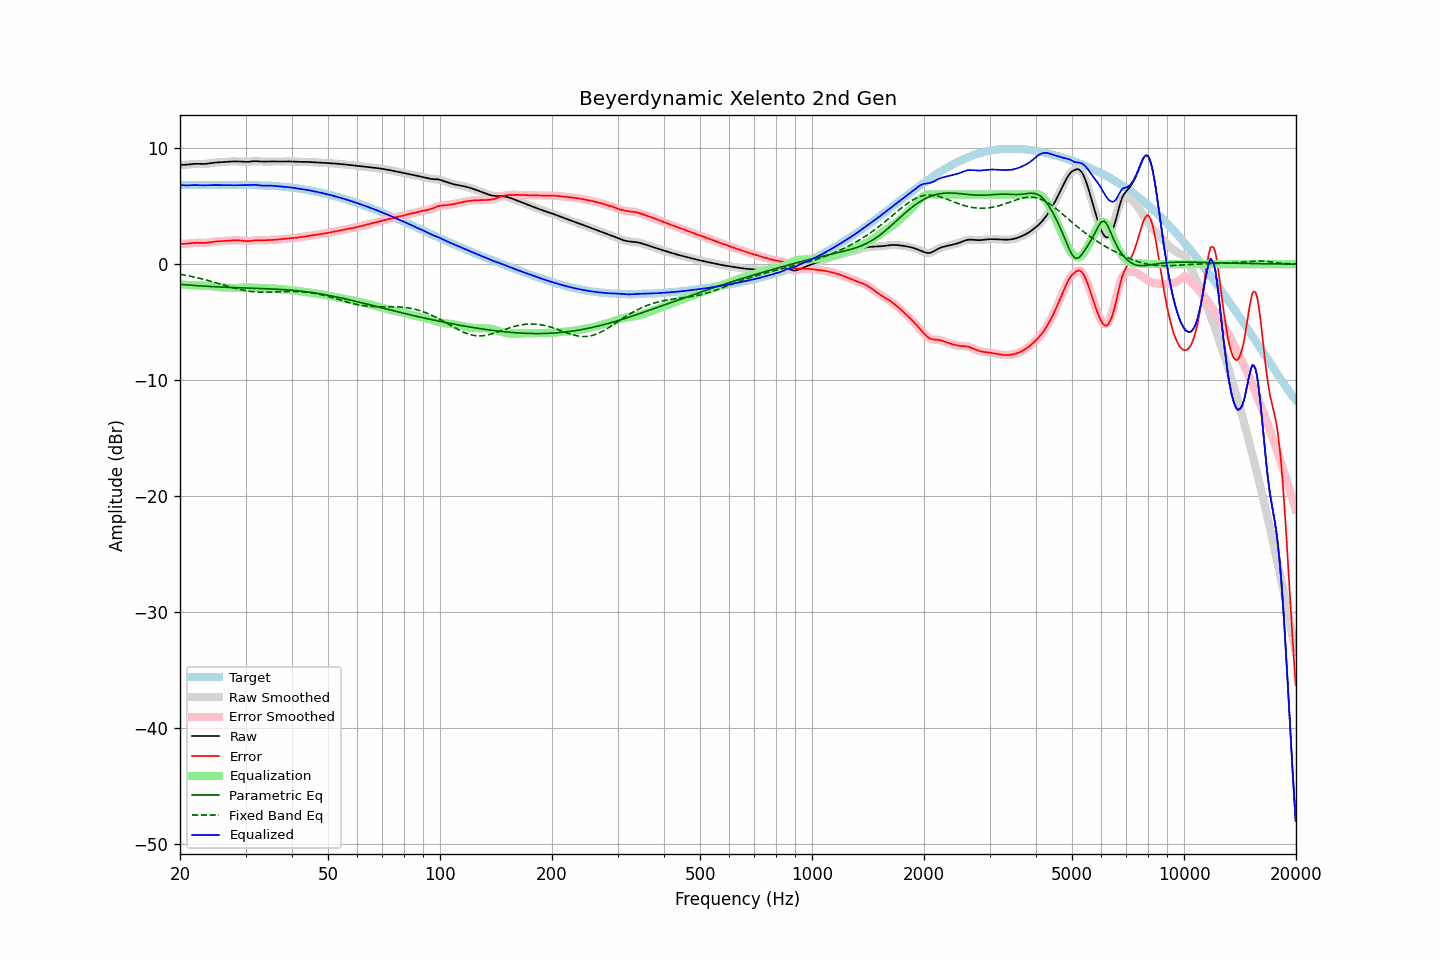 Beyerdynamic Xelento 2nd Gen
10
0
−10
−20
−30
−40
−50
Amplitude (dBr)
Target
Raw Smoothed
Error Smoothed
Raw
Error
Equalization
Parametric Eq
Fixed Band Eq
Equalized
20 50 100 200 500 1000 2000 5000 10000 20000
Frequency (Hz)